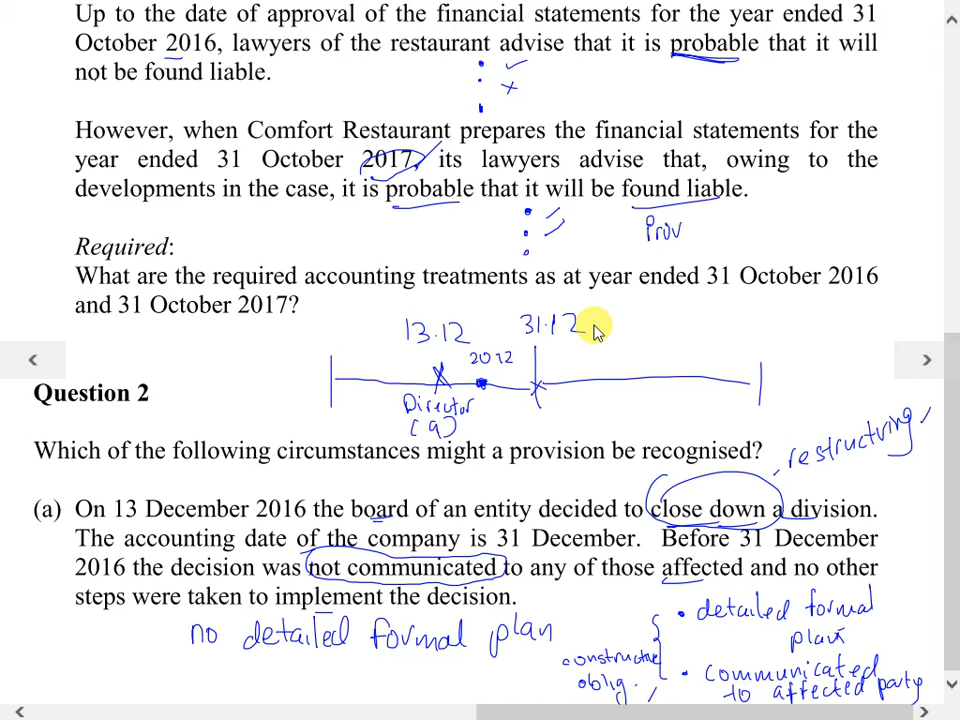 Up to the date of approval of the financial statements for the year ended 31
October 2016, lawyers of the restaurant advise that it is probable that it will
not be found liable.
However, when Comfort Restaurant prepares the financial statements for the
year ended 31 October 2017, its lawyers advise that, owing to the
developments in the case, it is probable that it will be found liable.
Prov
Required:
What are the required accounting treatments as at year ended 31 October 2016
and 31 October 2017?
13.12
31.12
20.12
Question 2
Director
(a)
Which of the following circumstances might a provision be recognised?
restructuring
(a) On 13 December 2016 the board of an entity decided to close down a division.
The accounting date of the company is 31 December. Before 31 December
2016 the decision was not communicated to any of those affected and no other
steps were taken to implement the decision.
no detailed formal plan
constructive
oblig.
• detailed formal
plan
• communicated
to affected party